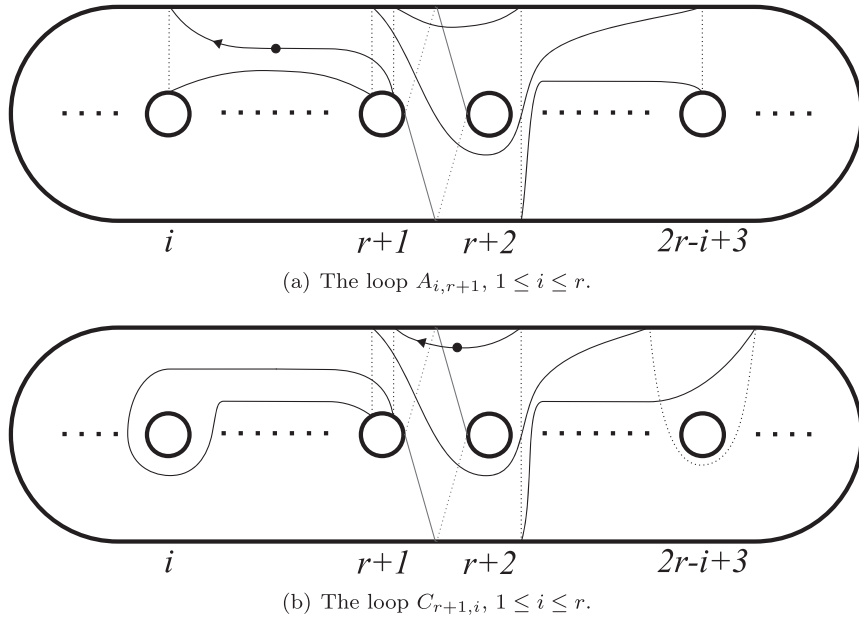 i r+1 r+2 2r-i+3
(a) The loop A_{i,r+1}, 1 ≤ i ≤ r.
i r+1 r+2 2r-i+3
(b) The loop C_{r+1,i}, 1 ≤ i ≤ r.